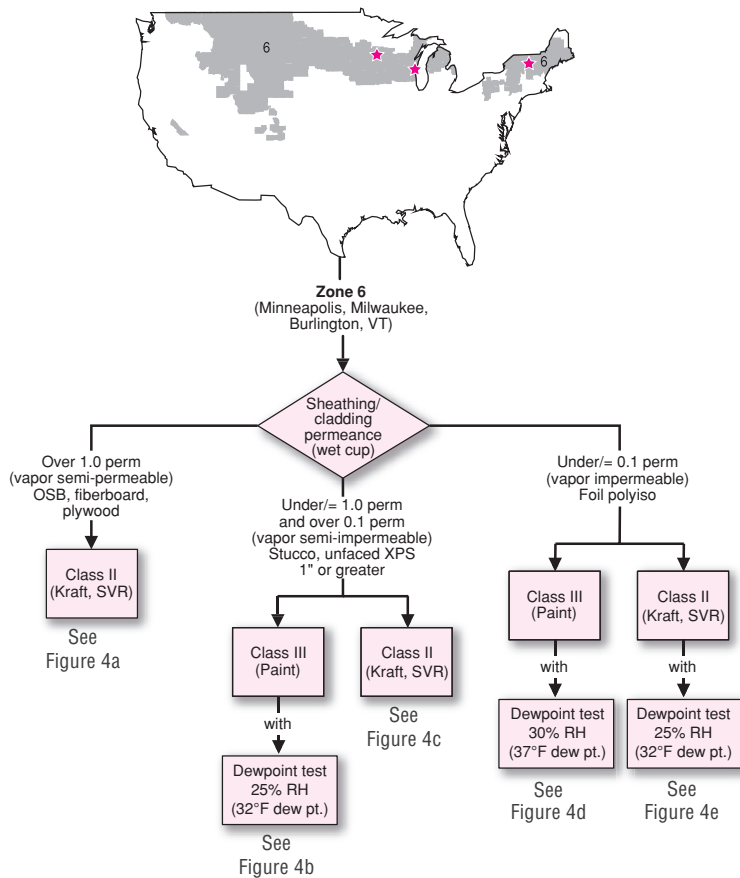 6
6
Zone 6
(Minneapolis, Milwaukee,
Burlington, VT)
Sheathing/
cladding
permeance
(wet cup)
Over 1.0 perm
(vapor semi-permeable)
OSB, fiberboard,
plywood
Class II
(Kraft, SVR)
See
Figure 4a
Under/= 1.0 perm
and over 0.1 perm
(vapor semi-impermeable)
Stucco, unfaced XPS
1" or greater
Class III
(Paint)
with
Dewpoint test
25% RH
(32°F dew pt.)
See
Figure 4b
Class II
(Kraft, SVR)
See
Figure 4c
Under/= 0.1 perm
(vapor impermeable)
Foil polyiso
Class III
(Paint)
with
Dewpoint test
30% RH
(37°F dew pt.)
See
Figure 4d
Class II
(Kraft, SVR)
with
Dewpoint test
25% RH
(32°F dew pt.)
See
Figure 4e